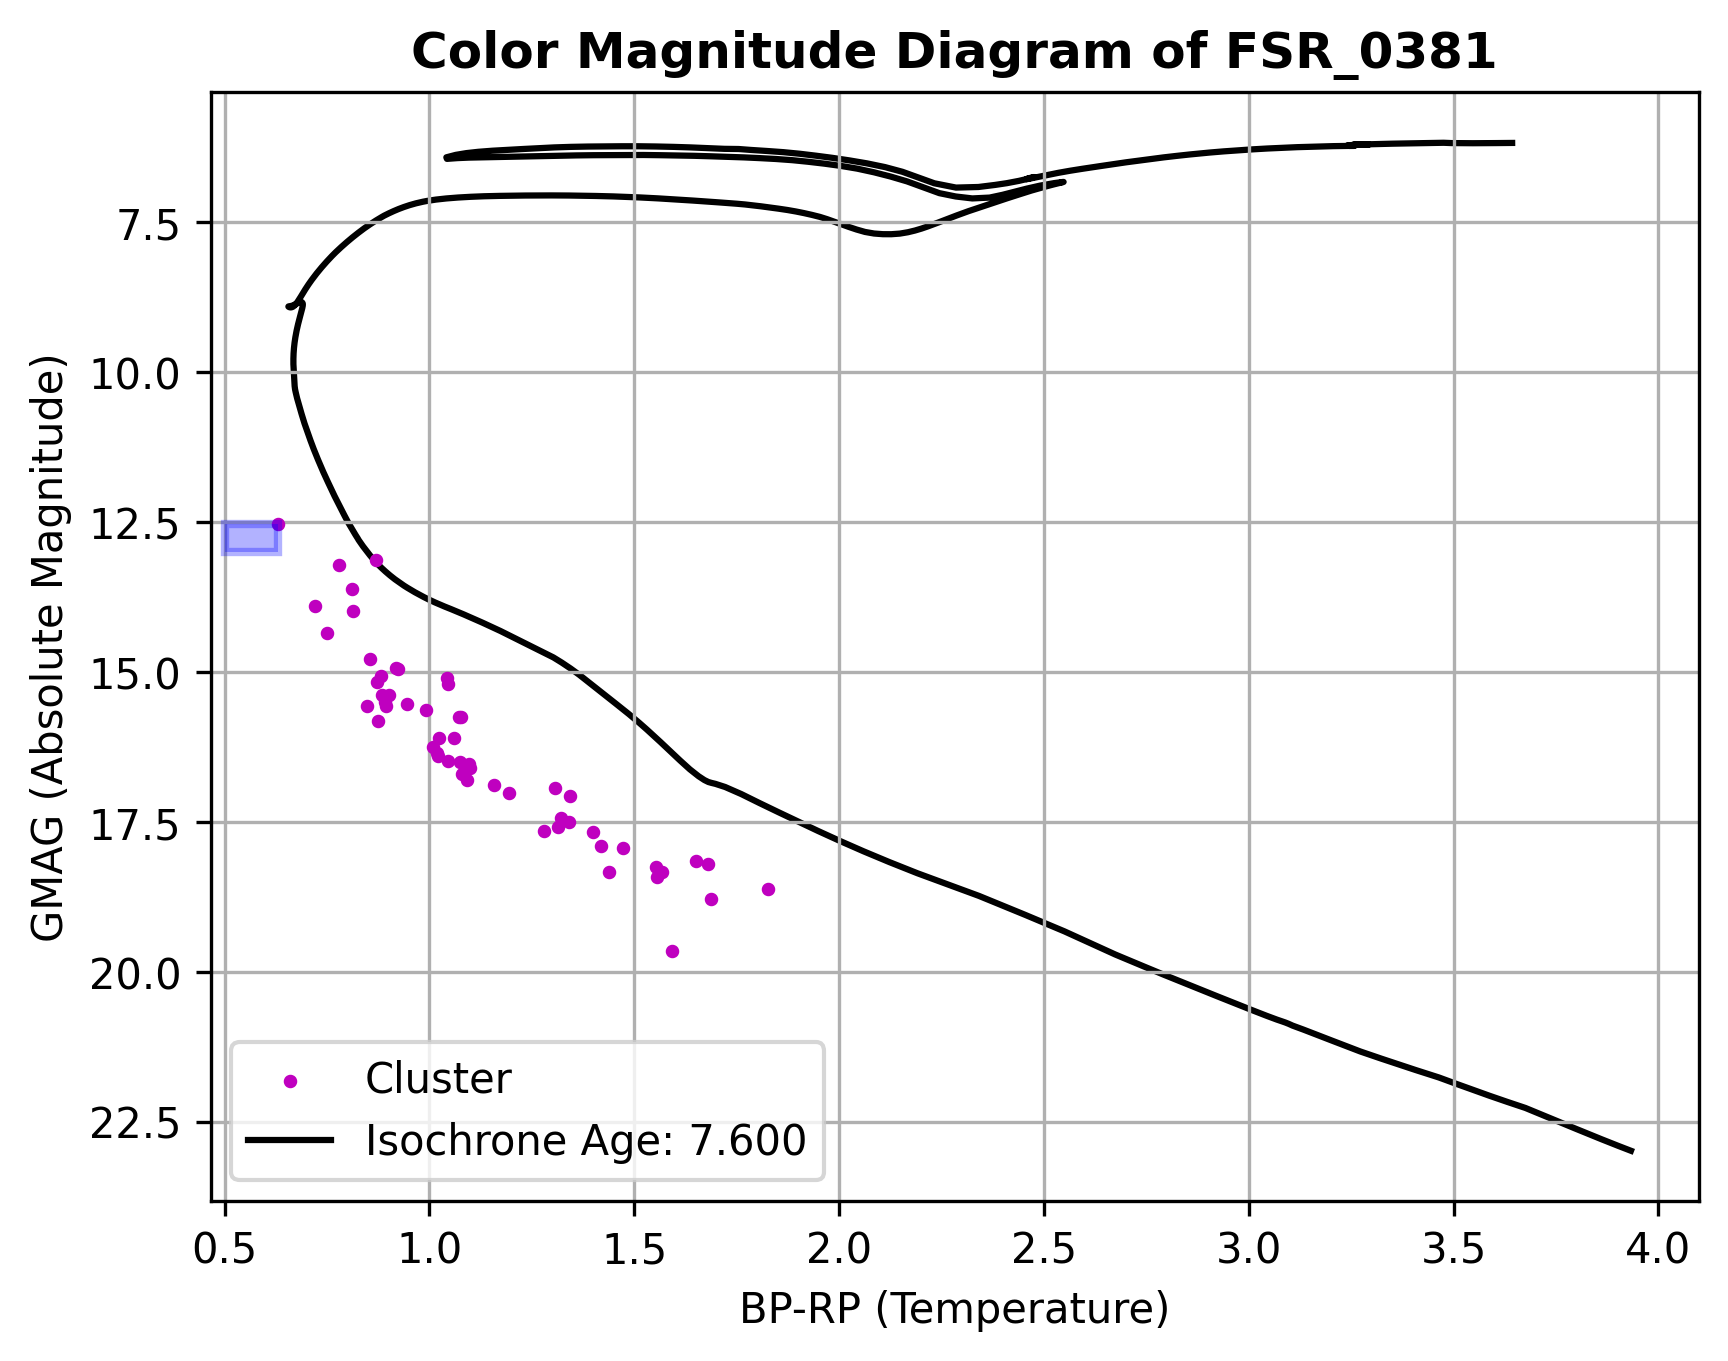 Color Magnitude Diagram of FSR_0381
GMAG (Absolute Magnitude)
7.5
10.0
12.5
15.0
17.5
20.0
22.5
Cluster
Isochrone Age: 7.600
0.5 1.0 1.5 2.0 2.5 3.0 3.5 4.0
BP-RP (Temperature)